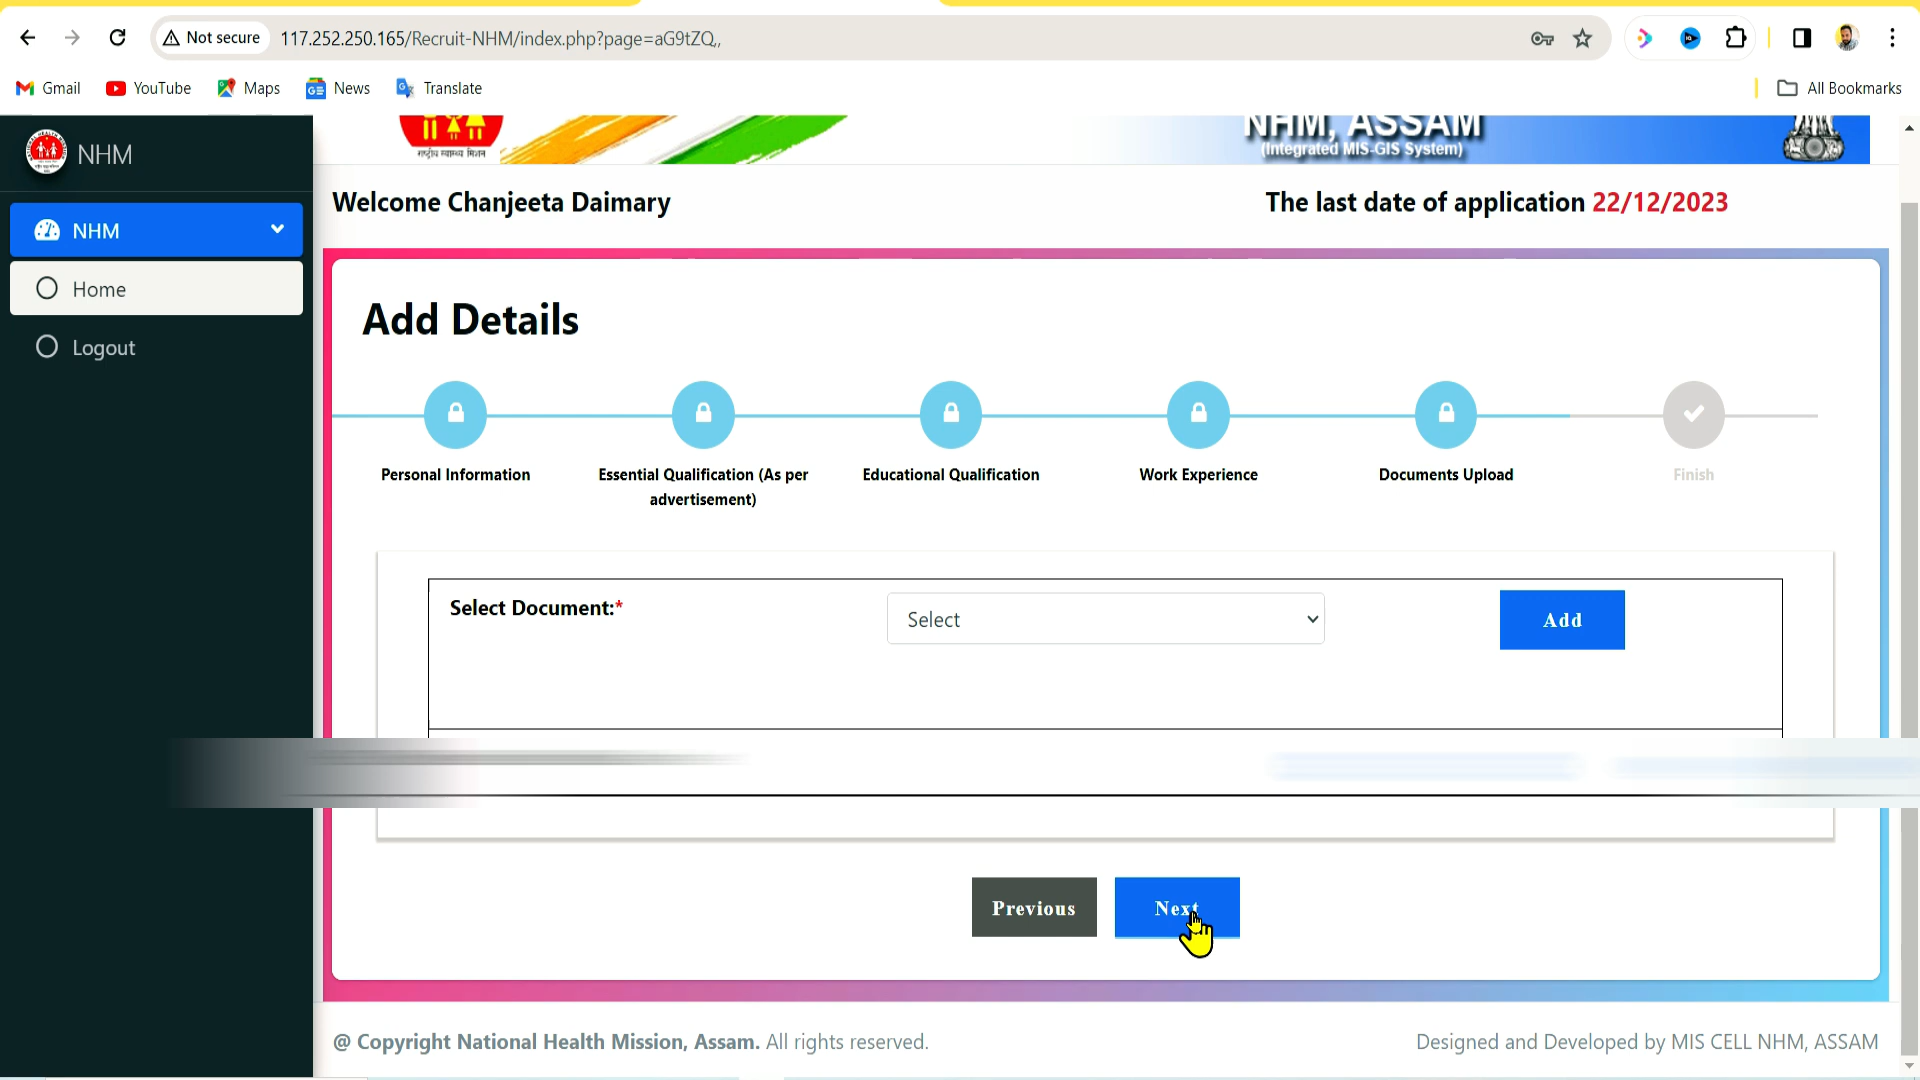 Not secure 117.252.250.165/Recruit-NHM/index.php?page=aG9tZQ,,
Gmail YouTube Maps News Translate All Bookmarks
NHM
राष्ट्रीय स्वास्थ्य मिशन
NHM, ASSAM
(Integrated MIS-GIS System)
Welcome Chanjeeta Daimary
The last date of application 22/12/2023
NHM
Home
Logout
Add Details
Personal Information
Essential Qualification (As per
advertisement)
Educational Qualification
Work Experience
Documents Upload
Finish
Select Document:*
Select
Add
Previous
Next
@ Copyright National Health Mission, Assam. All rights reserved.
Designed and Developed by MIS CELL NHM, ASSAM